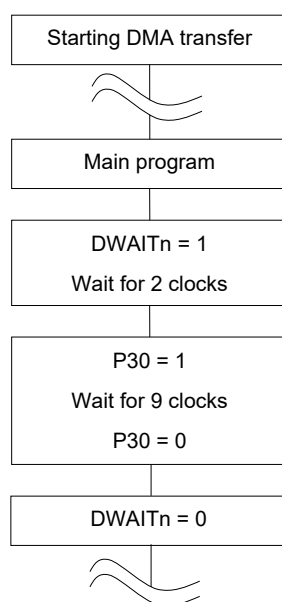 Starting DMA transfer
Main program
DWAITn = 1
Wait for 2 clocks
P30 = 1
Wait for 9 clocks
P30 = 0
DWAITn = 0